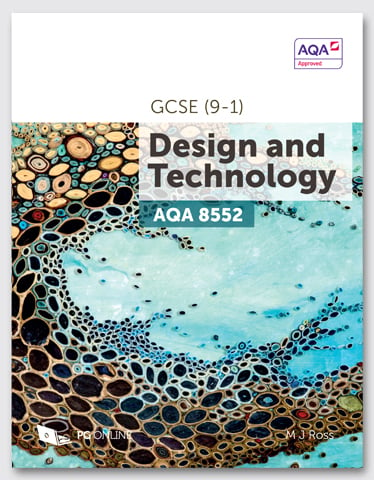 AQA
Approved
GCSE (9-1)
Design and
Technology
AQA 8552
PG ONLINE
M J Ross